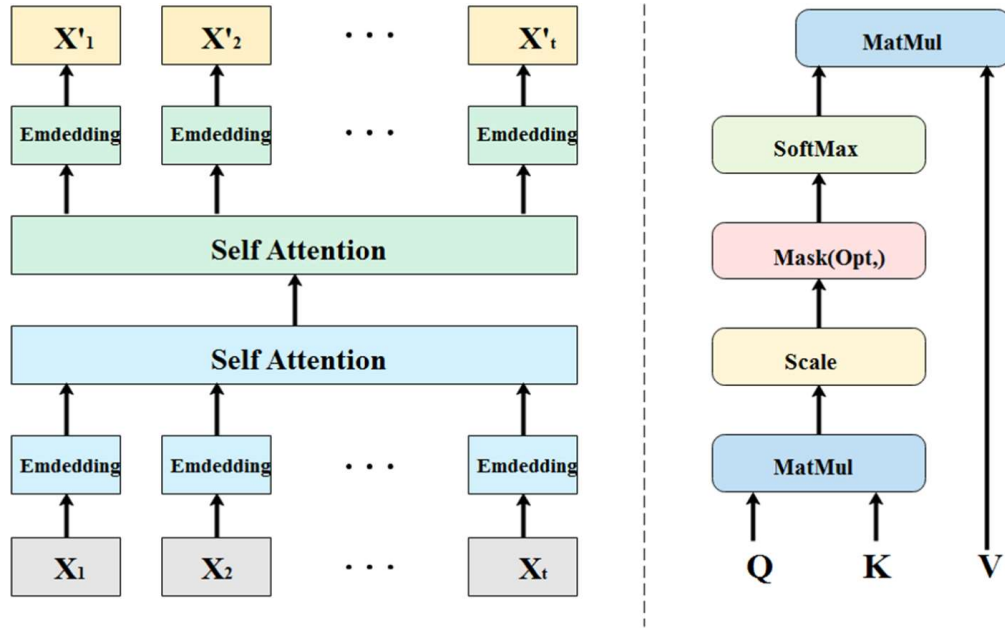 X'1 X'2 . . . X't
Emdedding Emdedding . . . Emdedding
Self Attention
Self Attention
Emdedding Emdedding . . . Emdedding
X1 X2 . . . Xt
MatMul
SoftMax
Mask(Opt,)
Scale
MatMul
Q K V